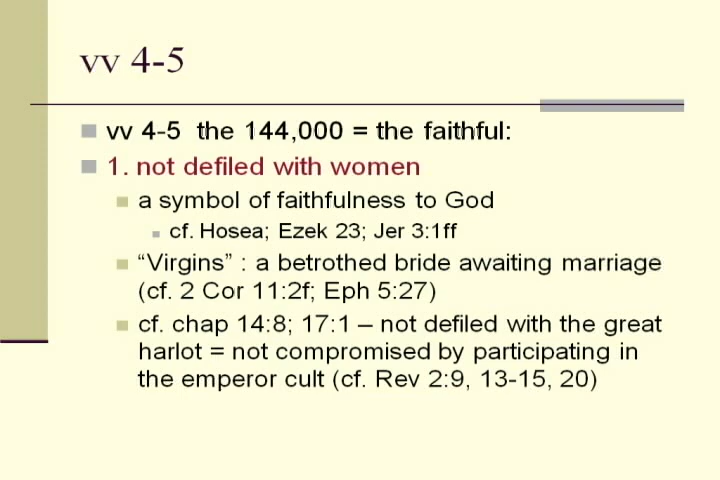 vv 4-5
vv 4-5  the 144,000 = the faithful:
1. not defiled with women
a symbol of faithfulness to God
cf. Hosea; Ezek 23; Jer 3:1ff
“Virgins” : a betrothed bride awaiting marriage
(cf. 2 Cor 11:2f; Eph 5:27)
cf. chap 14:8; 17:1 – not defiled with the great
harlot = not compromised by participating in
the emperor cult (cf. Rev 2:9, 13-15, 20)